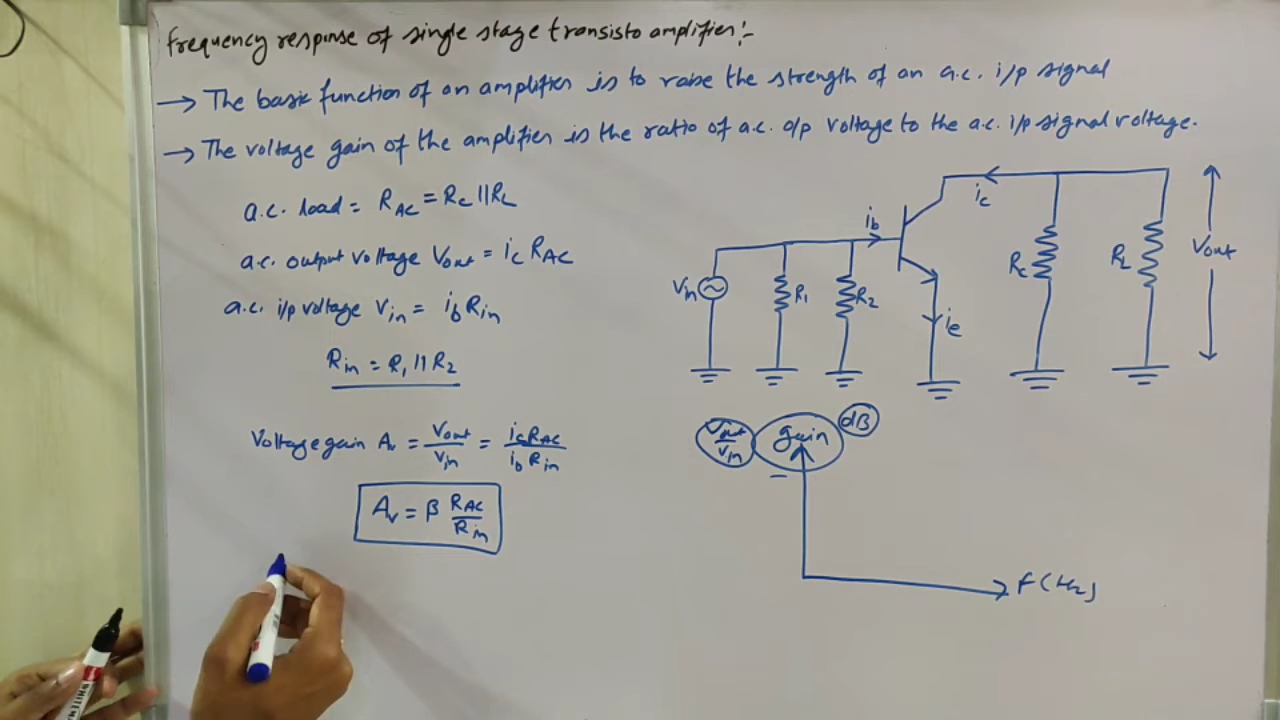 frequency response of single stage transisto amplifier:-
→ The basic function of an amplifier is to raise the strength of an a.c. i/p signal
→ The voltage gain of the amplifier is the ratio of a.c. o/p voltage to the a.c. i/p signal voltage.
a.c. load = R_AC = R_C || R_L
a.c. output voltage V_out = i_c R_AC
a.c. i/p voltage V_in = i_b R_in
R_in = R_1 || R_2
Voltage gain A_v = V_out/V_in = i_c R_AC / i_b R_in
A_v = β R_AC/R_in
V_in
R_1
R_2
i_b
i_c
i_e
R_C
R_L
V_out
V_out/V_in gain dB
F(Hz)
WHITEMA